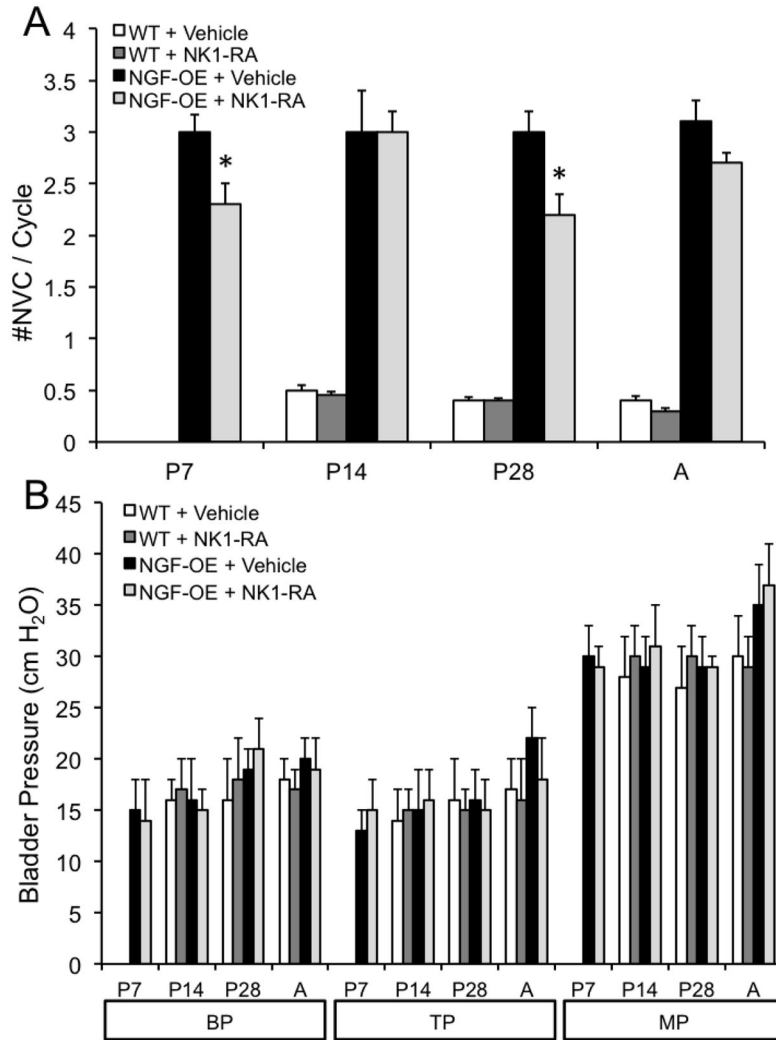 A
WT + Vehicle
WT + NK1-RA
NGF-OE + Vehicle
NGF-OE + NK1-RA
#NVC / Cycle
4
3.5
3
2.5
2
1.5
1
0.5
0
*
*
P7 P14 P28 A
B
WT + Vehicle
WT + NK1-RA
NGF-OE + Vehicle
NGF-OE + NK1-RA
Bladder Pressure (cm H₂O)
45
40
35
30
25
20
15
10
5
0
P7 P14 P28 A P7 P14 P28 A P7 P14 P28 A
BP TP MP